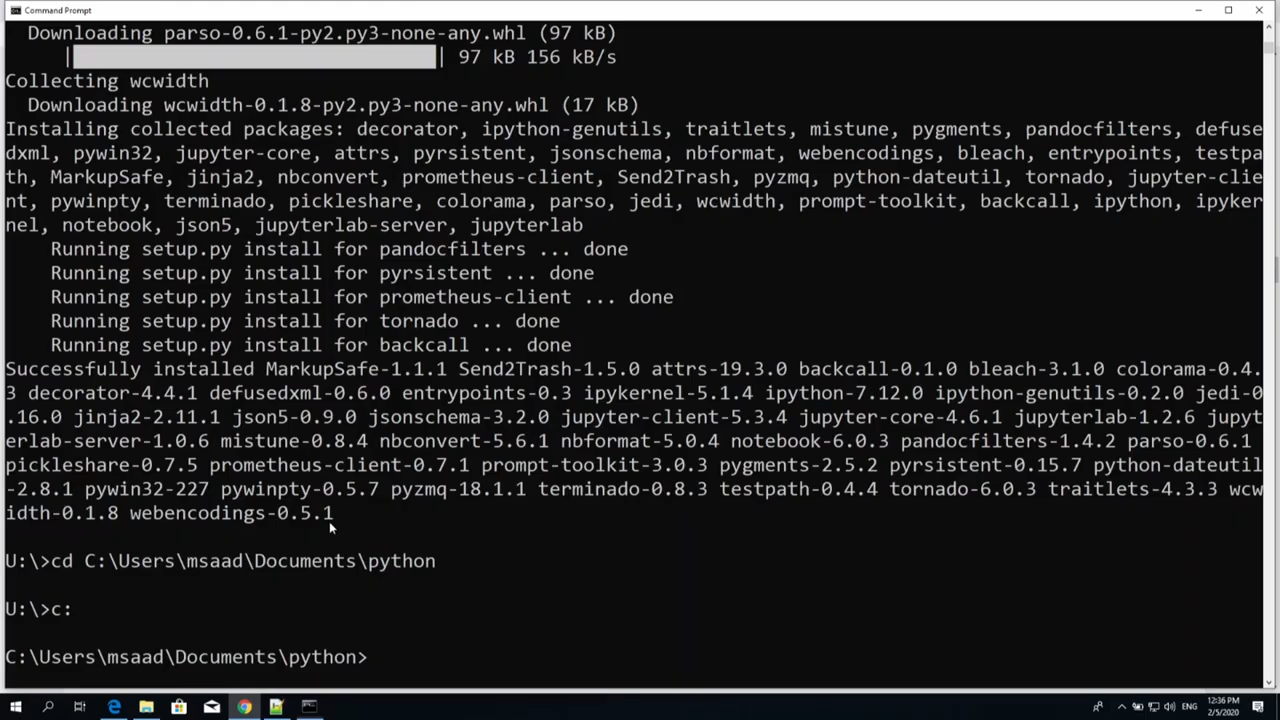 Command Prompt
Downloading parso-0.6.1-py2.py3-none-any.whl (97 kB)
| | 97 kB 156 kB/s
Collecting wcwidth
Downloading wcwidth-0.1.8-py2.py3-none-any.whl (17 kB)
Installing collected packages: decorator, ipython-genutils, traitlets, mistune, pygments, pandocfilters, defuse
dxml, pywin32, jupyter-core, attrs, pyrsistent, jsonschema, nbformat, webencodings, bleach, entrypoints, testpa
th, MarkupSafe, jinja2, nbconvert, prometheus-client, Send2Trash, pyzmq, python-dateutil, tornado, jupyter-clie
nt, pywinpty, terminado, pickleshare, colorama, parso, jedi, wcwidth, prompt-toolkit, backcall, ipython, ipyker
nel, notebook, json5, jupyterlab-server, jupyterlab
Running setup.py install for pandocfilters ... done
Running setup.py install for pyrsistent ... done
Running setup.py install for prometheus-client ... done
Running setup.py install for tornado ... done
Running setup.py install for backcall ... done
Successfully installed MarkupSafe-1.1.1 Send2Trash-1.5.0 attrs-19.3.0 backcall-0.1.0 bleach-3.1.0 colorama-0.4.
3 decorator-4.4.1 defusedxml-0.6.0 entrypoints-0.3 ipykernel-5.1.4 ipython-7.12.0 ipython-genutils-0.2.0 jedi-0
.16.0 jinja2-2.11.1 json5-0.9.0 jsonschema-3.2.0 jupyter-client-5.3.4 jupyter-core-4.6.1 jupyterlab-1.2.6 jupyt
erlab-server-1.0.6 mistune-0.8.4 nbconvert-5.6.1 nbformat-5.0.4 notebook-6.0.3 pandocfilters-1.4.2 parso-0.6.1
pickleshare-0.7.5 prometheus-client-0.7.1 prompt-toolkit-3.0.3 pygments-2.5.2 pyrsistent-0.15.7 python-dateutil
-2.8.1 pywin32-227 pywinpty-0.5.7 pyzmq-18.1.1 terminado-0.8.3 testpath-0.4.4 tornado-6.0.3 traitlets-4.3.3 wcw
idth-0.1.8 webencodings-0.5.1
U:\>cd C:\Users\msaad\Documents\python
U:\>c:
C:\Users\msaad\Documents\python>
ENG
12:36 PM
2/5/2020